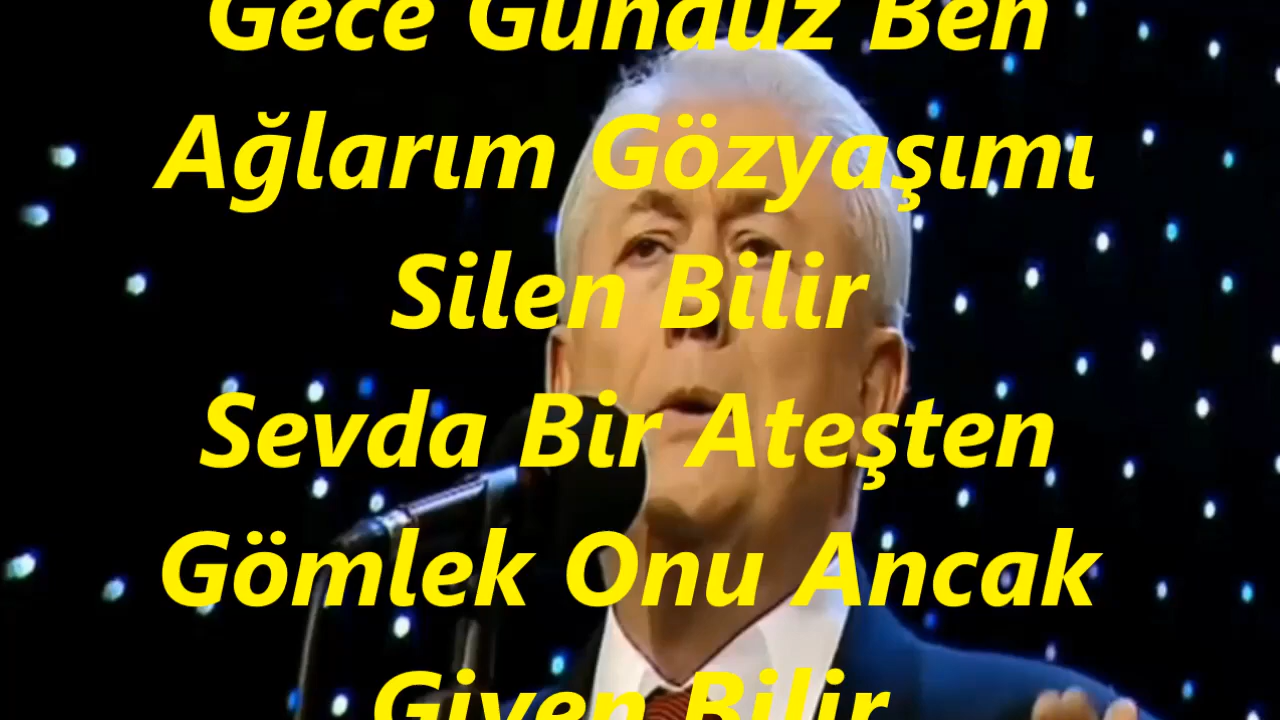 Gece Gündüz Ben
Ağlarım Gözyaşımı
Silen Bilir
Sevda Bir Ateşten
Gömlek Onu Ancak
Giyen Bilir